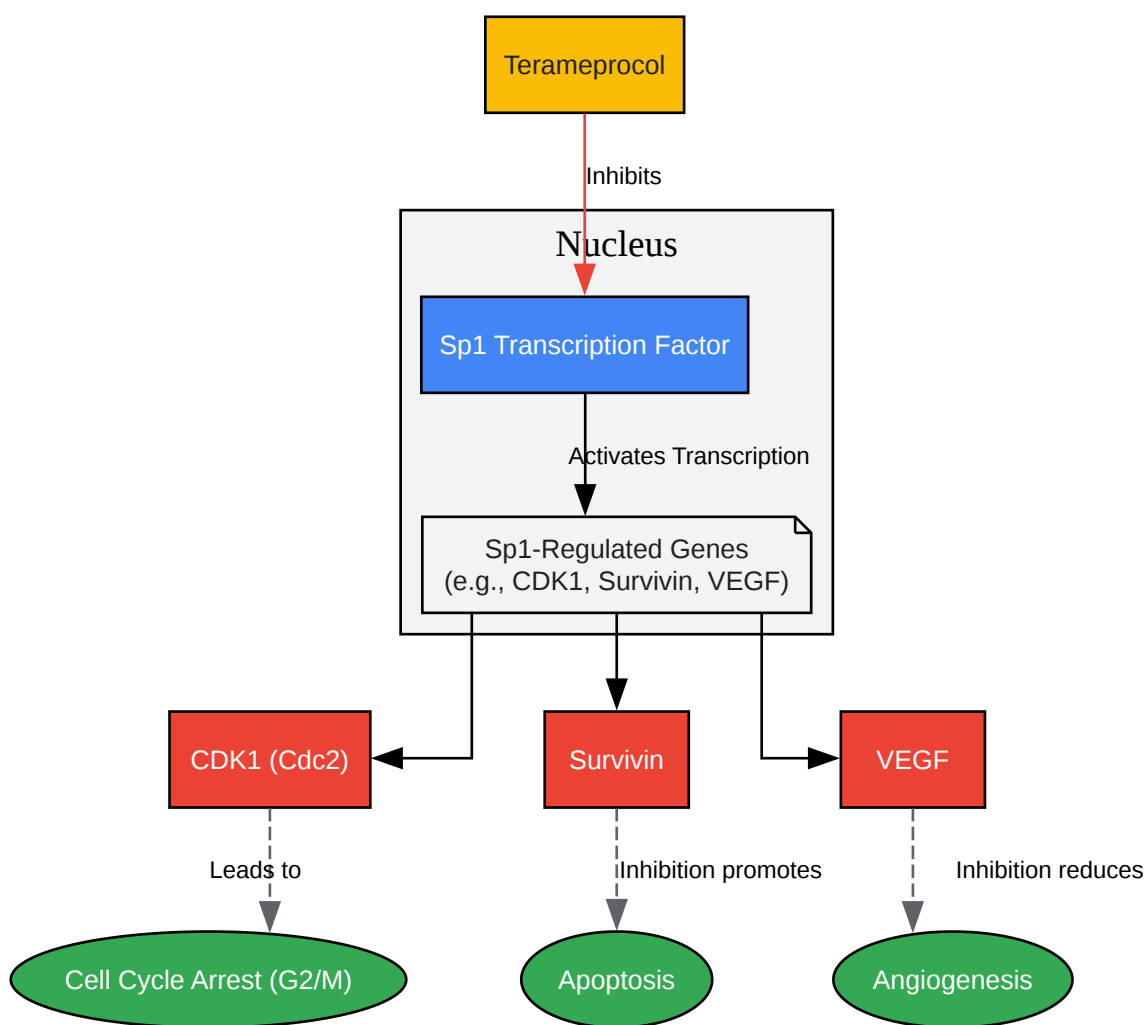 Terameprocol
Inhibits
Nucleus
Sp1 Transcription Factor
Activates Transcription
Sp1-Regulated Genes
(e.g., CDK1, Survivin, VEGF)
CDK1 (Cdc2)
Survivin
VEGF
Leads to
Inhibition promotes
Inhibition reduces
Cell Cycle Arrest (G2/M)
Apoptosis
Angiogenesis